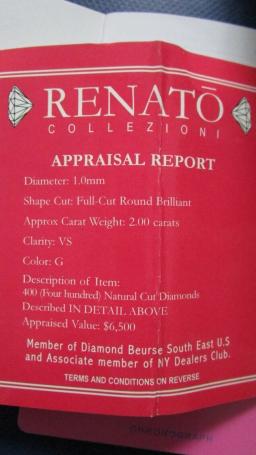 RENATŌ
COLLEZIONI
APPRAISAL REPORT
Diameter: 1.0mm
Shape Cut: Full-Cut Round Brilliant
Approx Carat Weight: 2.00 carats
Clarity: VS
Color: G
Description of Item:
400 (Four hundred) Natural Cut Diamonds
Described IN DETAIL ABOVE
Appraised Value: $6,500
Member of Diamond Beurse South East U.S
and Associate member of NY Dealers Club.
TERMS AND CONDITIONS ON REVERSE
CHRONOGRAPH